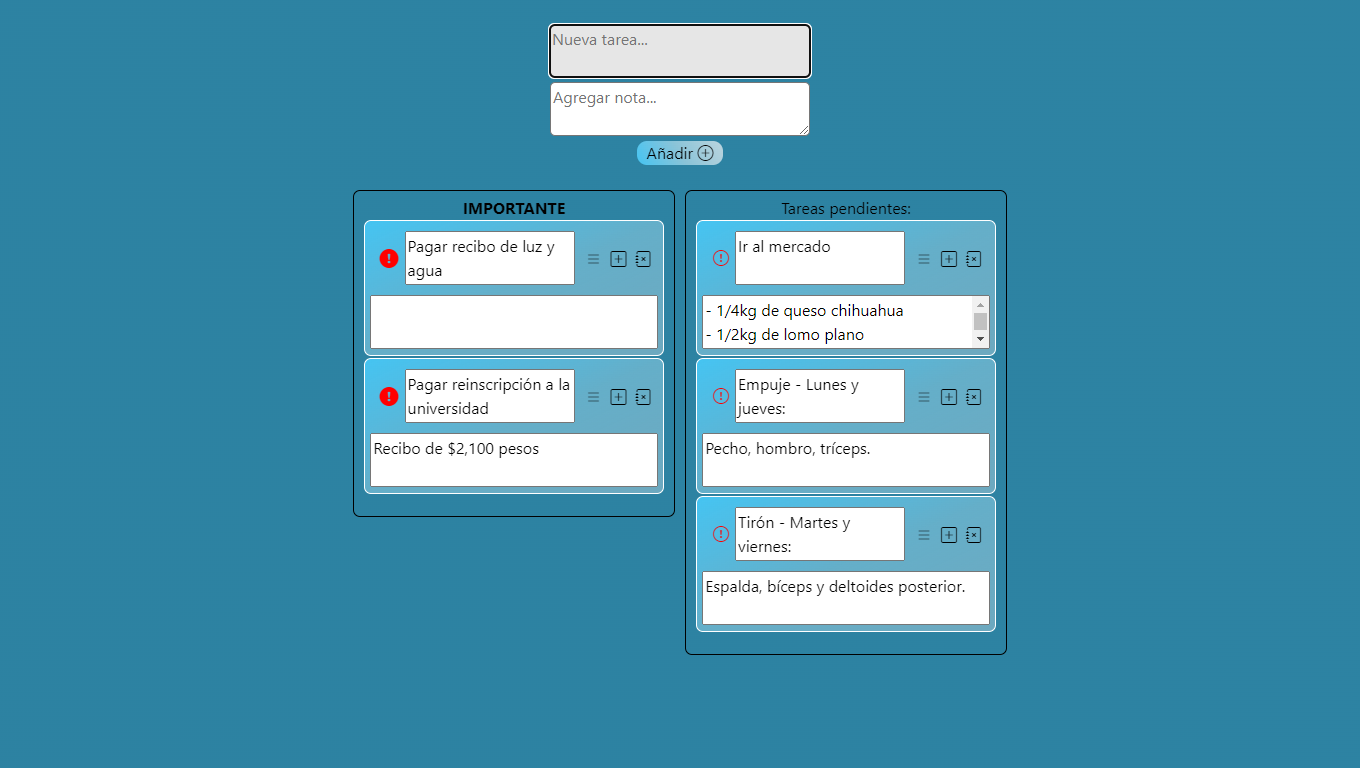 Nueva tarea...
Agregar nota...
Añadir
IMPORTANTE
Pagar recibo de luz y
agua
Pagar reinscripción a la
universidad
Recibo de $2,100 pesos
Tareas pendientes:
Ir al mercado
- 1/4kg de queso chihuahua
- 1/2kg de lomo plano
Empuje - Lunes y
jueves:
Pecho, hombro, tríceps.
Tirón - Martes y
viernes:
Espalda, bíceps y deltoides posterior.